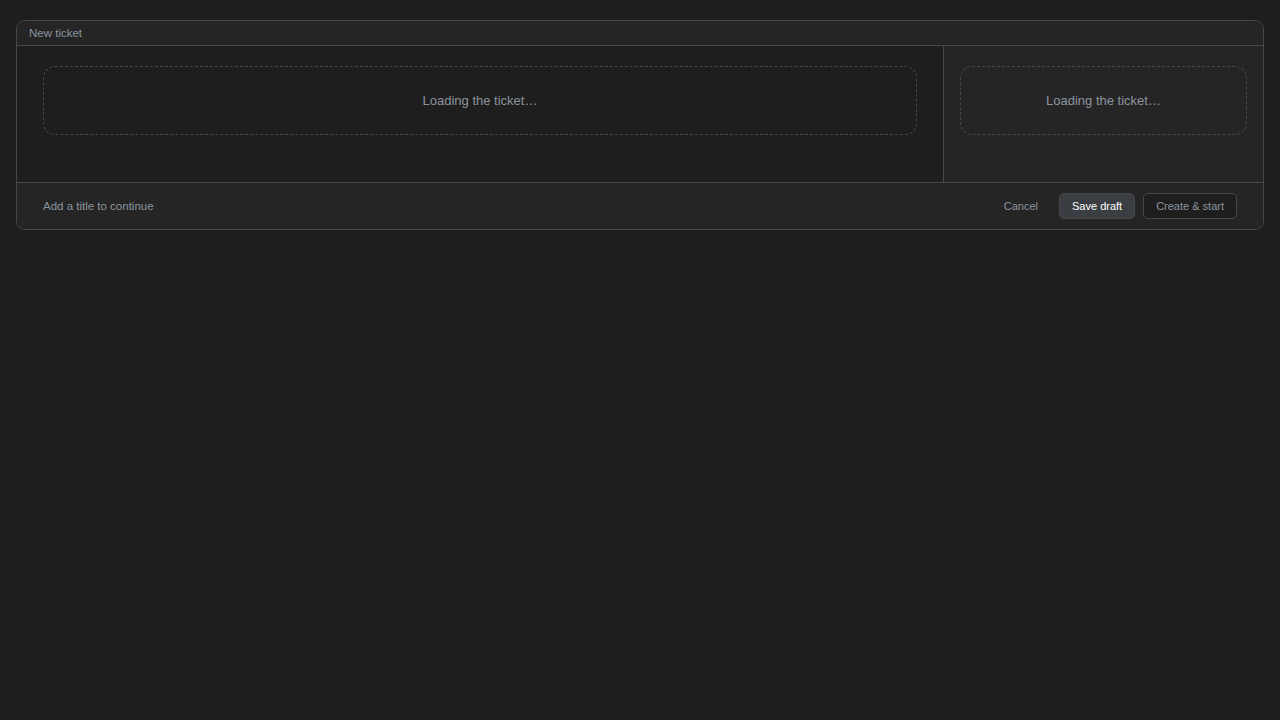 New ticket
Loading the ticket…
Loading the ticket…
Add a title to continue
Cancel
Save draft
Create & start